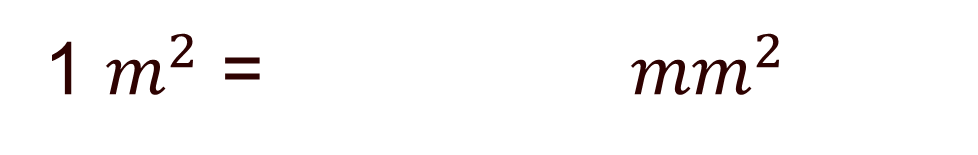 1 m² = mm²